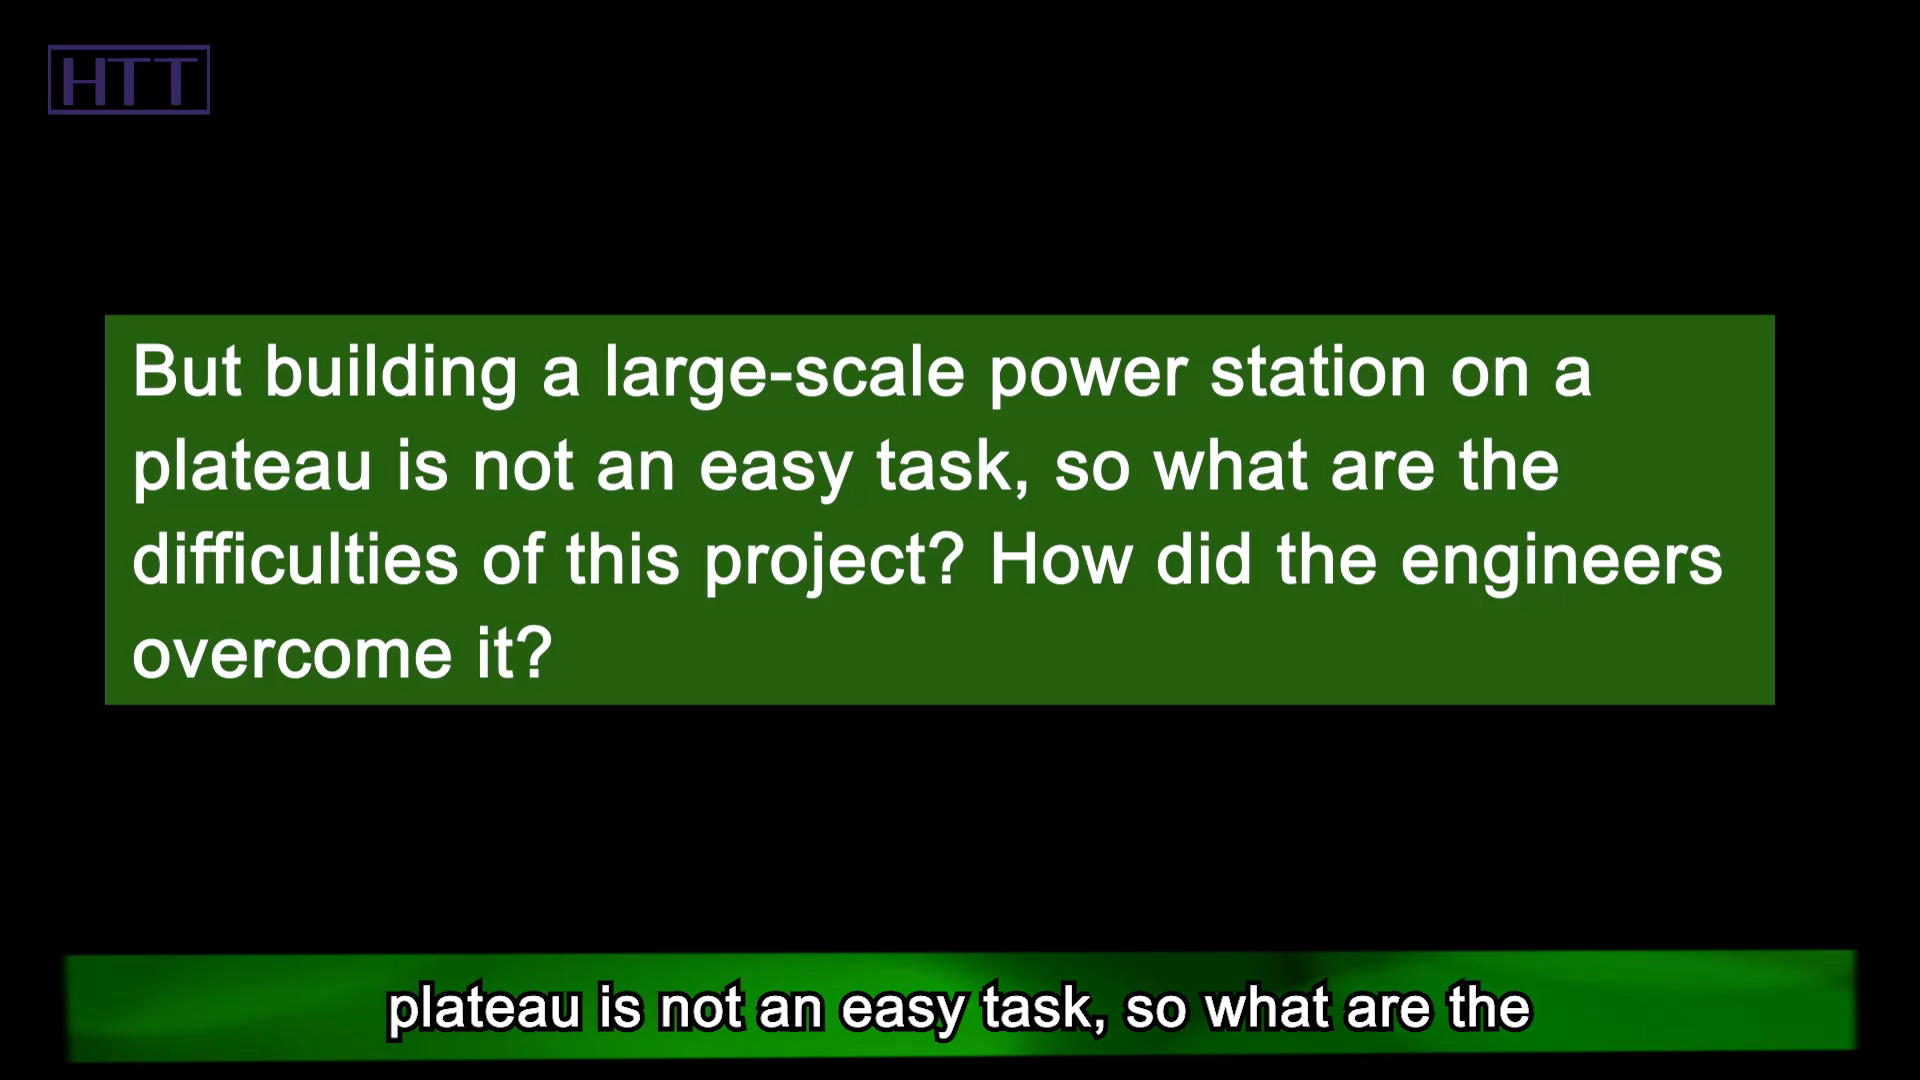 HTT
But building a large-scale power station on a
plateau is not an easy task, so what are the
difficulties of this project? How did the engineers
overcome it?
plateau is not an easy task, so what are the